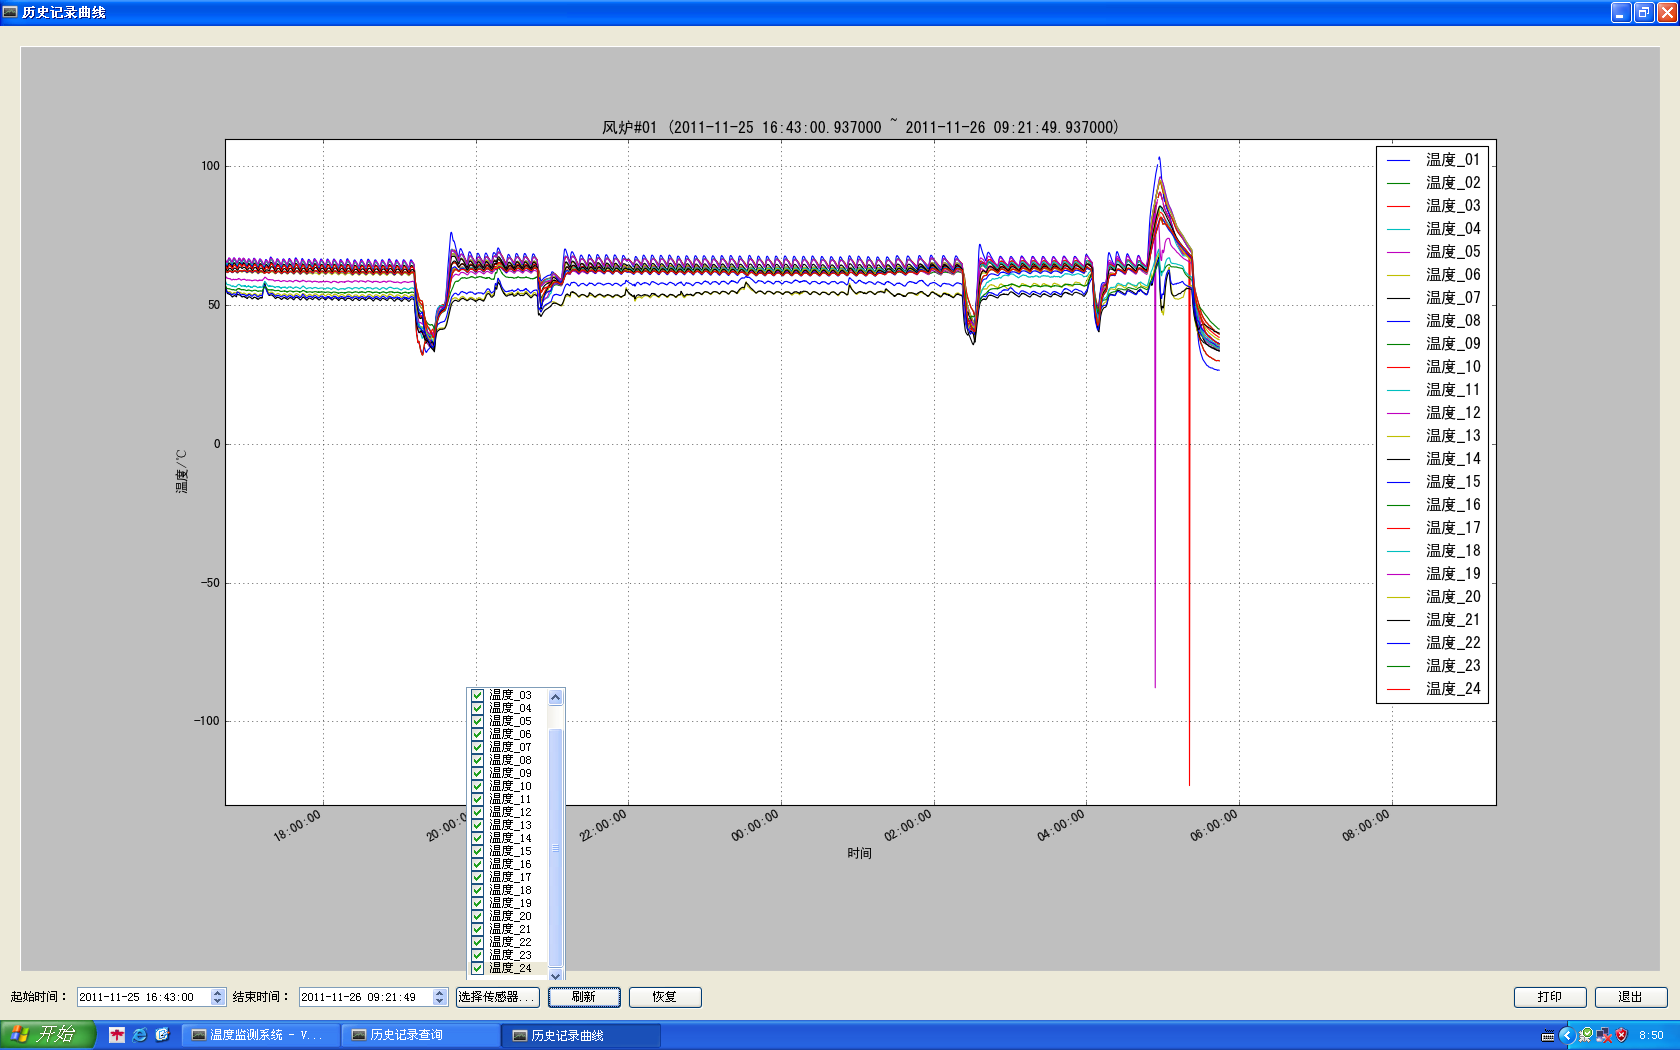 历史记录曲线
风炉#01 (2011-11-25 16:43:00.937000 ~ 2011-11-26 09:21:49.937000)
100
50
0
-50
-100
温度/℃
温度_01
温度_02
温度_03
温度_04
温度_05
温度_06
温度_07
温度_08
温度_09
温度_10
温度_11
温度_12
温度_13
温度_14
温度_15
温度_16
温度_17
温度_18
温度_19
温度_20
温度_21
温度_22
温度_23
温度_24
18:00:00
20:00:0
22:00:00
00:00:00
02:00:00
04:00:00
06:00:00
08:00:00
时间
温度_03
温度_04
温度_05
温度_06
温度_07
温度_08
温度_09
温度_10
温度_11
温度_12
温度_13
温度_14
温度_15
温度_16
温度_17
温度_18
温度_19
温度_20
温度_21
温度_22
温度_23
温度_24
起始时间： 2011-11-25 16:43:00 结束时间： 2011-11-26 09:21:49 选择传感器... 刷新 恢复 打印 退出
开始 温度监测系统 - V... 历史记录查询 历史记录曲线 8:50